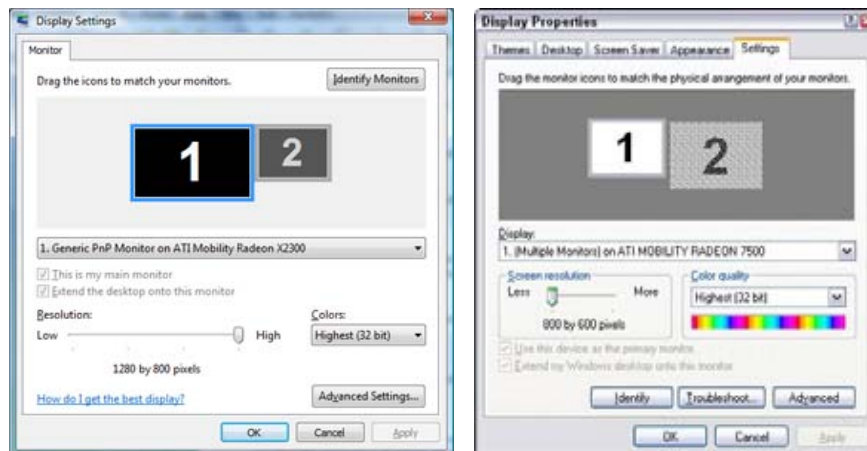 Display Settings
Monitor
Drag the icons to match your monitors.
Identify Monitors
1
2
1. Generic PnP Monitor on ATI Mobility Radeon X2300
This is my main monitor
Extend the desktop onto this monitor
Resolution:
Colors:
Low
High
Highest (32 bit)
1280 by 800 pixels
How do I get the best display?
Advanced Settings...
OK
Cancel
Apply
Display Properties
Themes
Desktop
Screen Saver
Appearance
Settings
Drag the monitor icons to match the physical arrangement of your monitors.
1
2
Display:
1. (Multiple Monitors) on ATI MOBILITY RADEON 7500
Screen resolution
Less
More
800 by 600 pixels
Color quality
Highest (32 bit)
Use this device as the primary monitor
Extend my Windows desktop onto this monitor
Identify
Troubleshoot...
Advanced
OK
Cancel
Apply